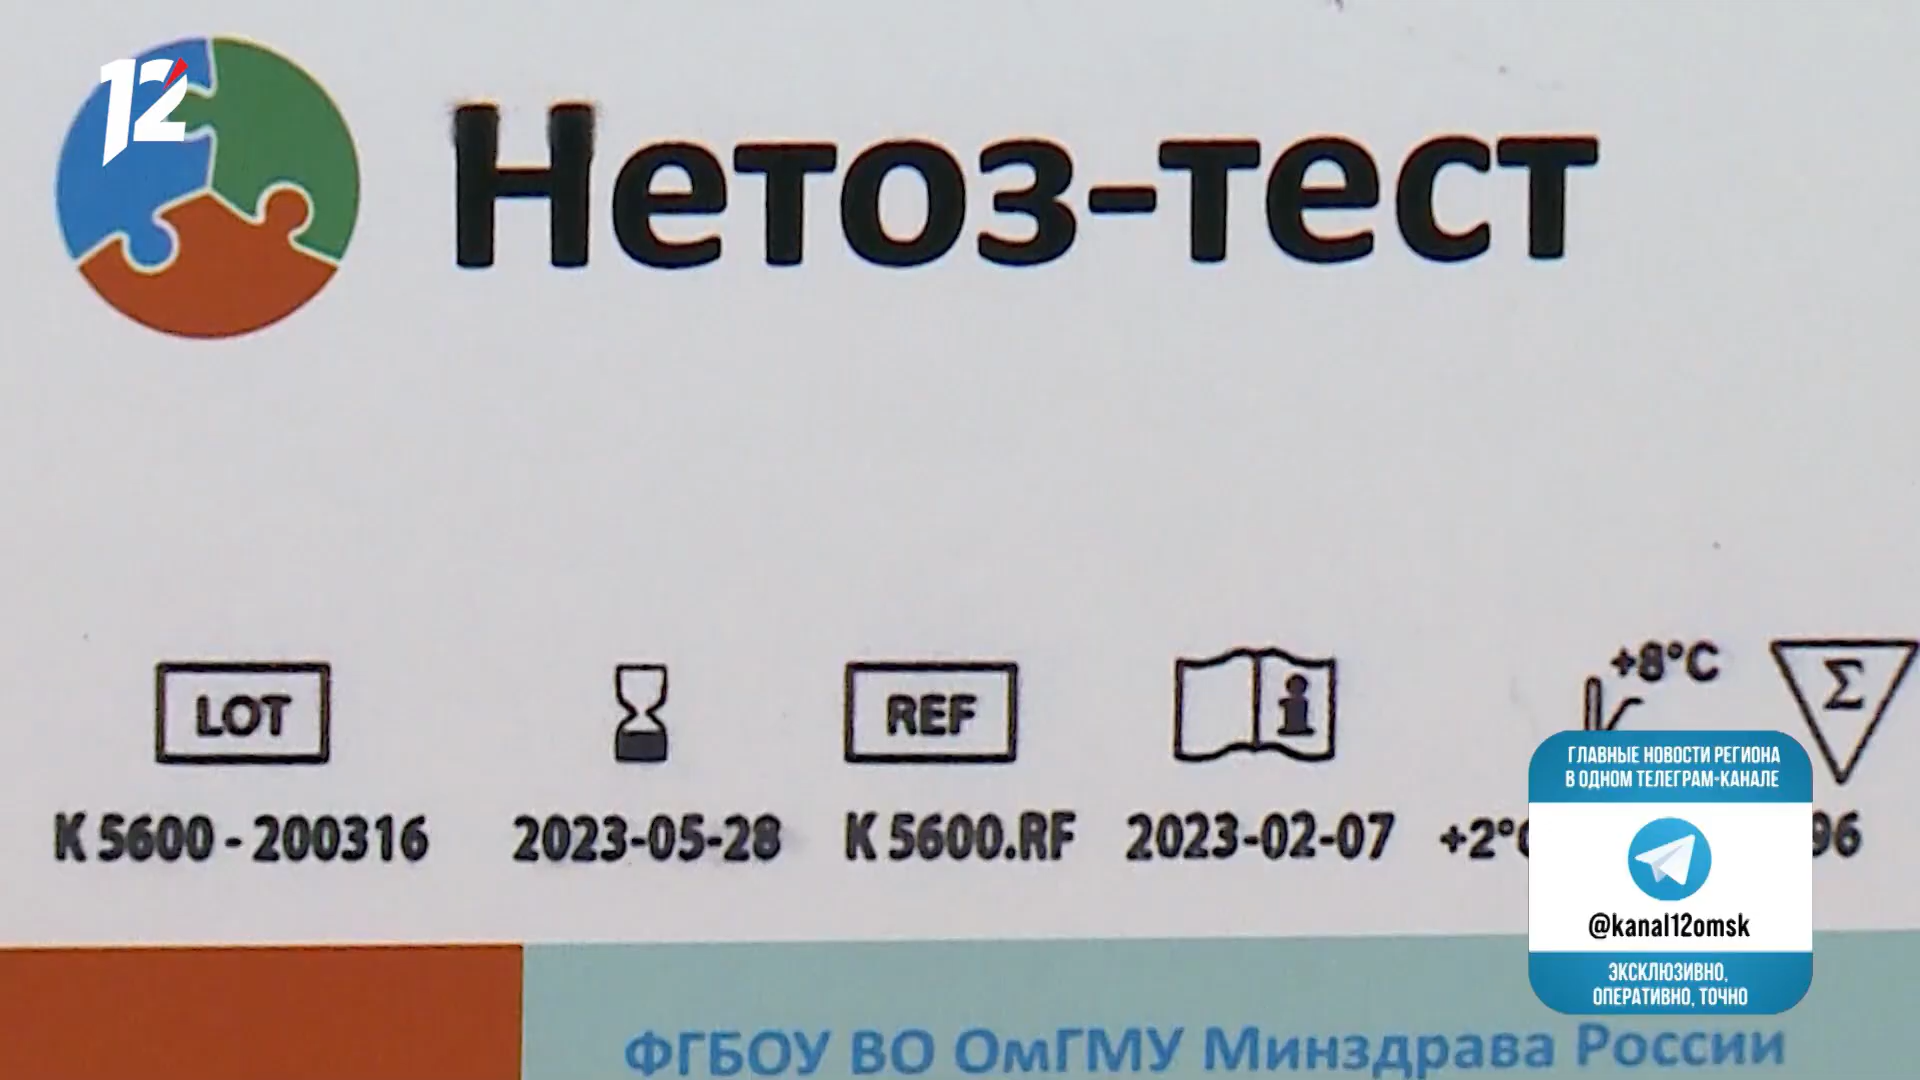 12
Нетоз-тест
LOT
REF
i
+8°C
Σ
K 5600 - 200316
2023-05-28
K 5600.RF
2023-02-07
+2°C
96
ГЛАВНЫЕ НОВОСТИ РЕГИОНА
В ОДНОМ ТЕЛЕГРАМ-КАНАЛЕ
@kanal12omsk
ЭКСКЛЮЗИВНО,
ОПЕРАТИВНО, ТОЧНО
ФГБОУ ВО ОмГМУ Минздрава России